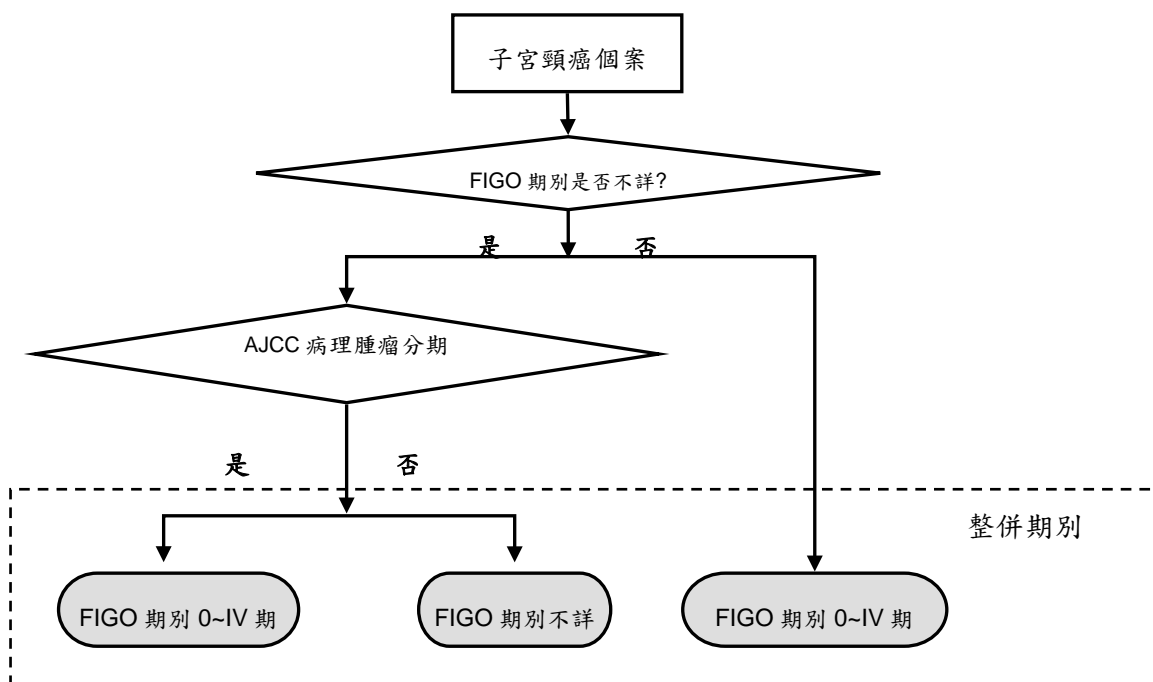 子宮頸癌個案
FIGO 期別是否不詳?
是 否
AJCC 病理腫瘤分期
是 否
整併期別
FIGO 期別 0~IV 期
FIGO 期別不詳
FIGO 期別 0~IV 期